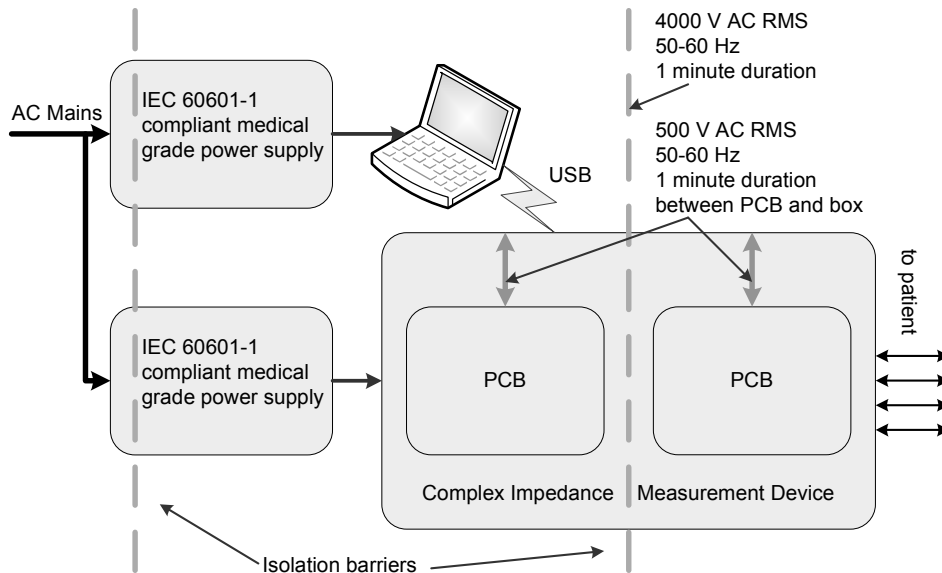 4000 V AC RMS
50-60 Hz
1 minute duration
AC Mains
IEC 60601-1
compliant medical
grade power supply
500 V AC RMS
50-60 Hz
1 minute duration
between PCB and box
USB
to patient
IEC 60601-1
compliant medical
grade power supply
PCB
PCB
Complex Impedance
Measurement Device
Isolation barriers